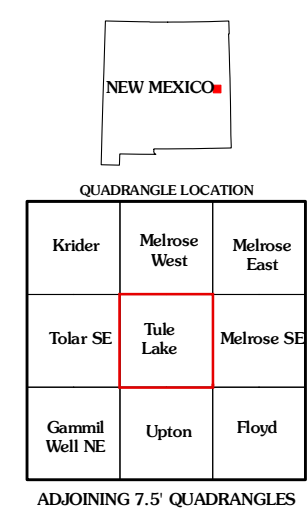 NEW MEXICO
QUADRANGLE LOCATION
Krider
Melrose
West
Melrose
East
Tolar SE
Tule
Lake
Melrose SE
Gammil
Well NE
Upton
Floyd
ADJOINING 7.5' QUADRANGLES